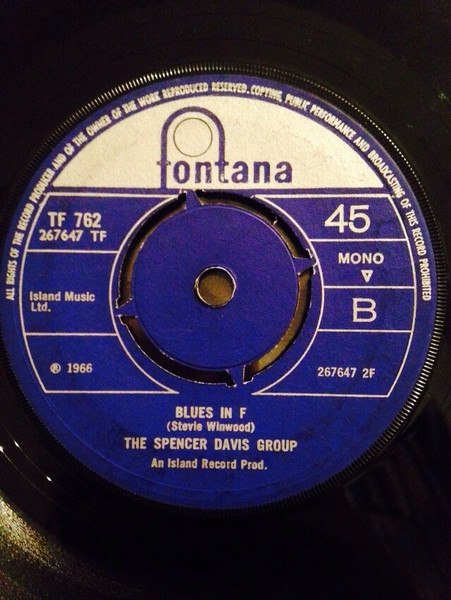 ALL RIGHTS OF THE RECORD PRODUCER AND OF THE OWNER OF THE WORK REPRODUCED RESERVED. COPYING, PUBLIC PERFORMANCE AND BROADCASTING OF THIS RECORD PROHIBITED
fontana
TF 762
267647 TF
45
MONO
B
Island Music
Ltd.
℗ 1966
267647 2F
BLUES IN F
(Stevie Winwood)
THE SPENCER DAVIS GROUP
An Island Record Prod.